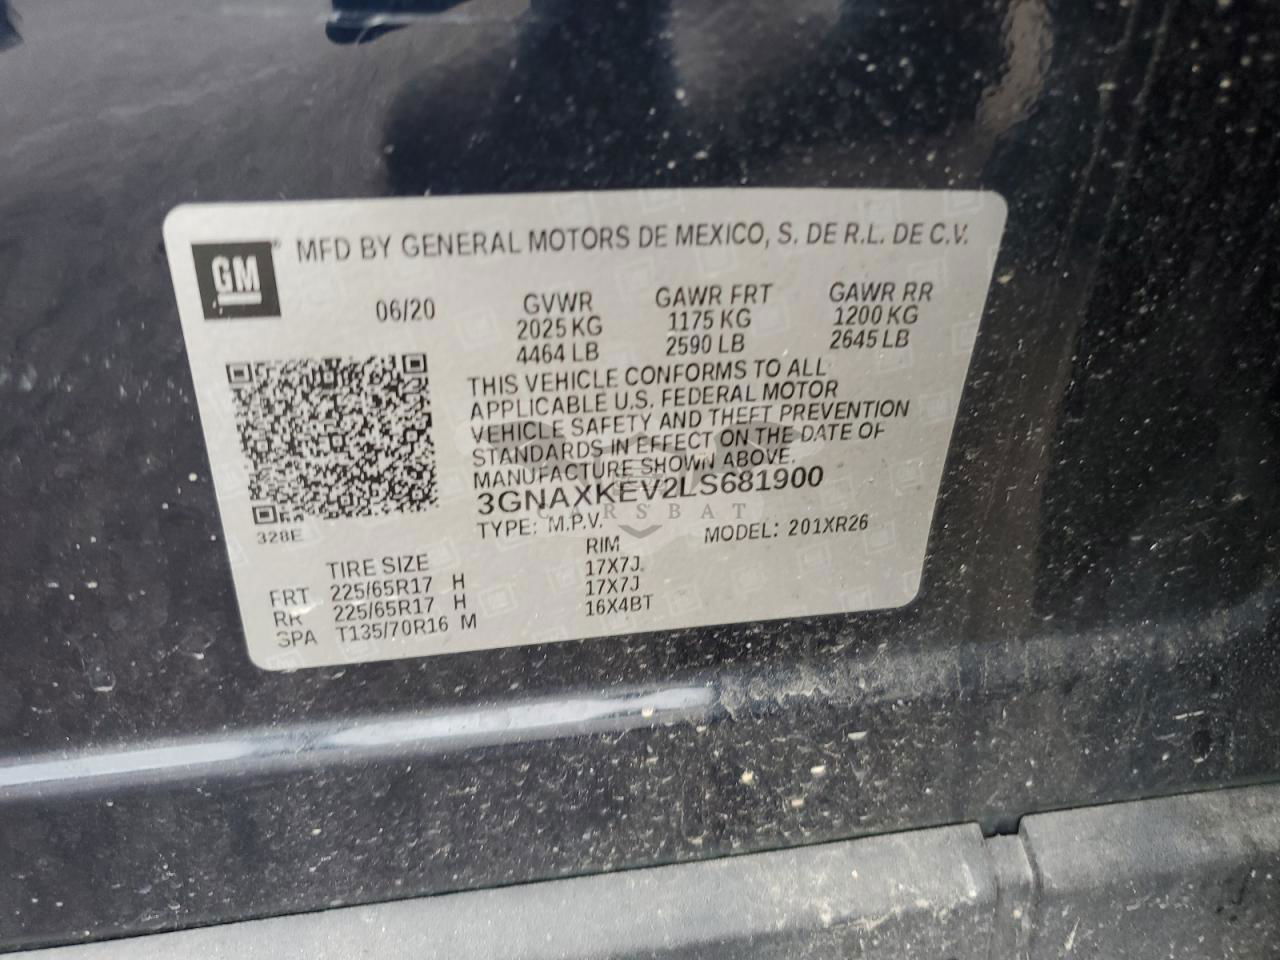 GM
MFD BY GENERAL MOTORS DE MEXICO, S. DE R.L. DE C.V.
06/20 GVWR GAWR FRT GAWR RR
2025 KG 1175 KG 1200 KG
4464 LB 2590 LB 2645 LB
THIS VEHICLE CONFORMS TO ALL
APPLICABLE U.S. FEDERAL MOTOR
VEHICLE SAFETY AND THEFT PREVENTION
STANDARDS IN EFFECT ON THE DATE OF
MANUFACTURE SHOWN ABOVE.
3GNAXKEV2LS681900
CARSBAT
328E
TYPE: M.P.V. MODEL: 201XR26
TIRE SIZE RIM
FRT 225/65R17 H 17X7J
RR 225/65R17 H 17X7J
SPA T135/70R16 M 16X4BT